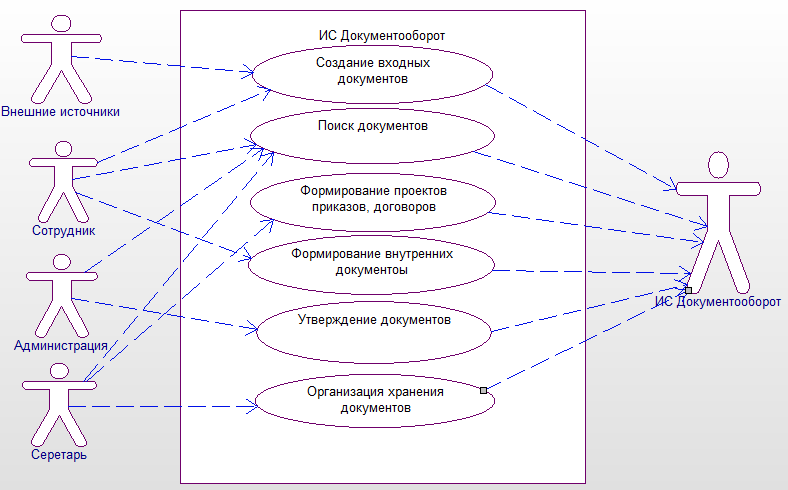 ИС Документооборот
Создание входных
документов
Внешние источники
Поиск документов
Формирование проектов
приказов, договоров
Сотрудник
Формирование внутренних
документоы
ИС Документооборот
Утверждение документов
Администрация
Организация хранения
документов
Серетарь